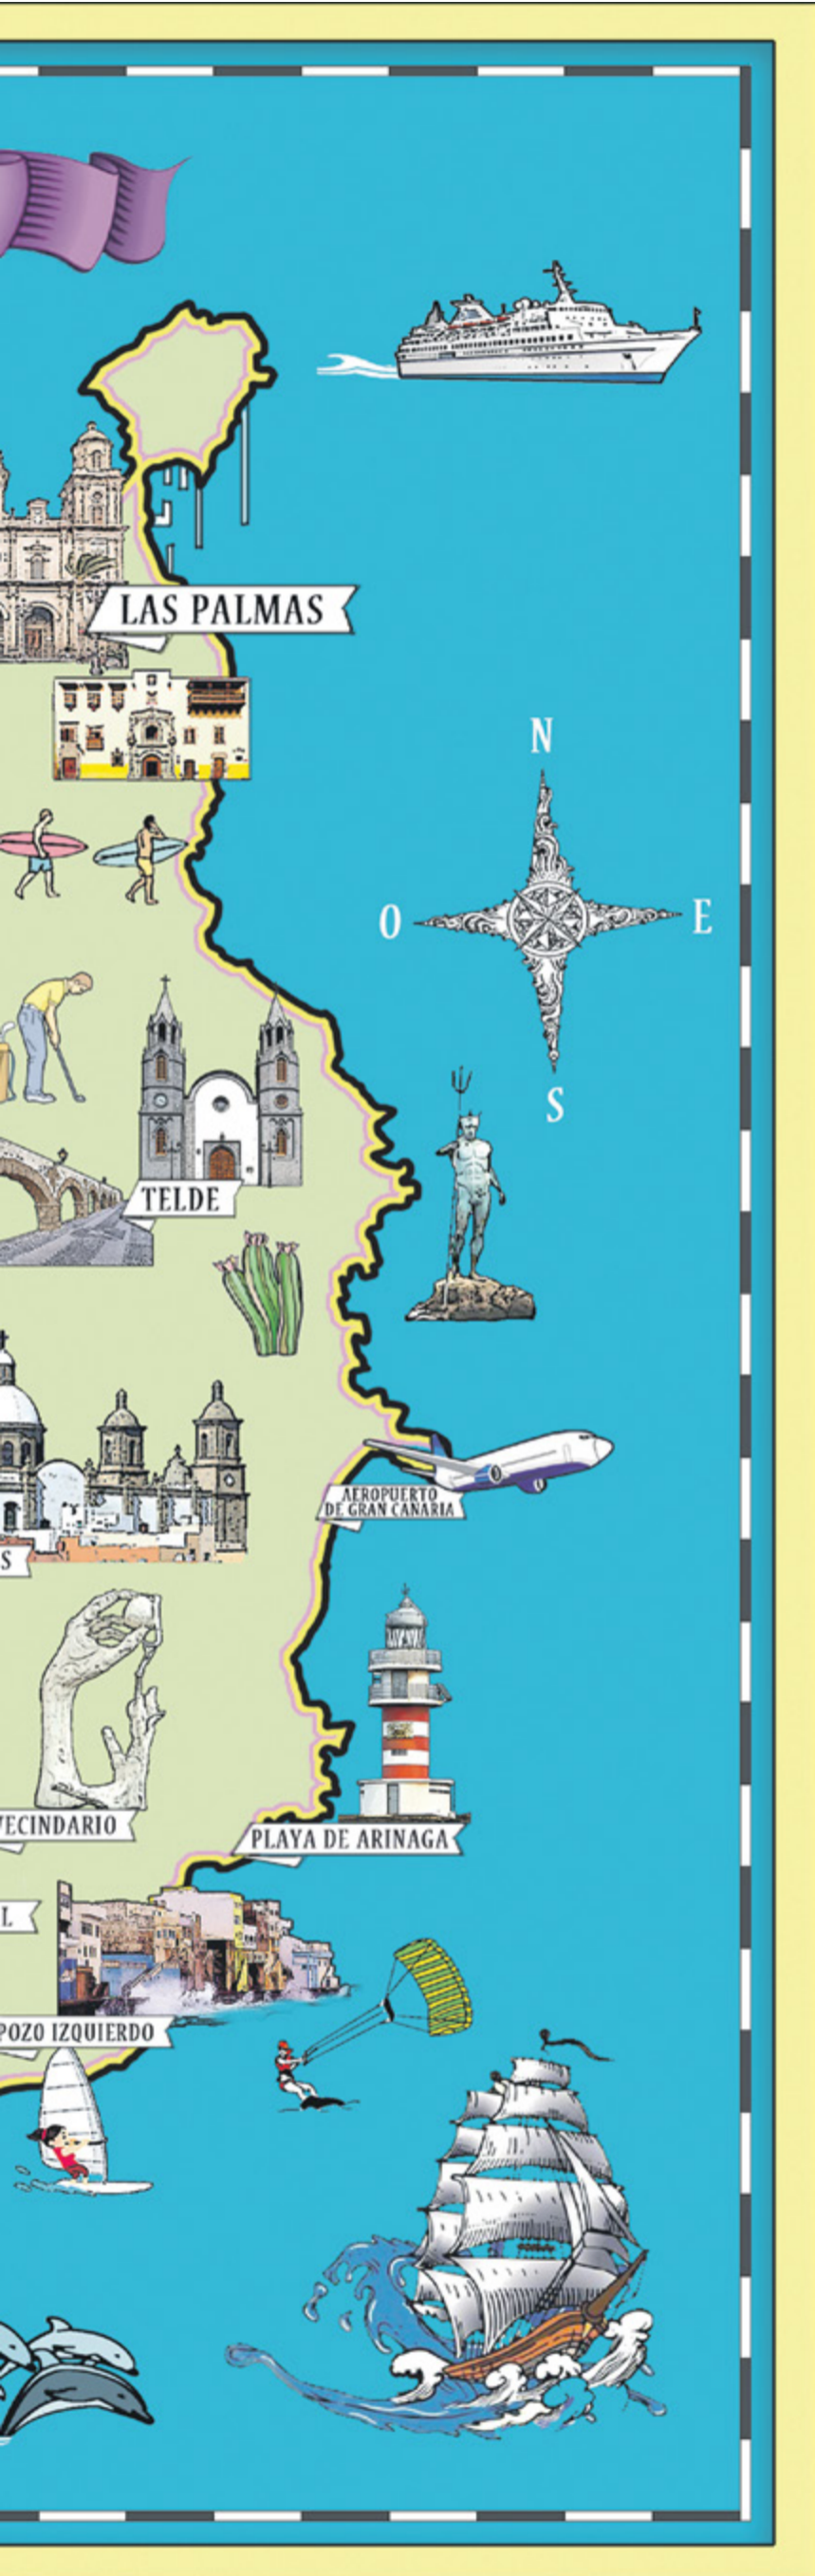 LAS PALMAS
N
O
E
S
TELDE
AEROPUERTO
DE GRAN CANARIA
S
VECINDARIO
PLAYA DE ARINAGA
L
POZO IZQUIERDO